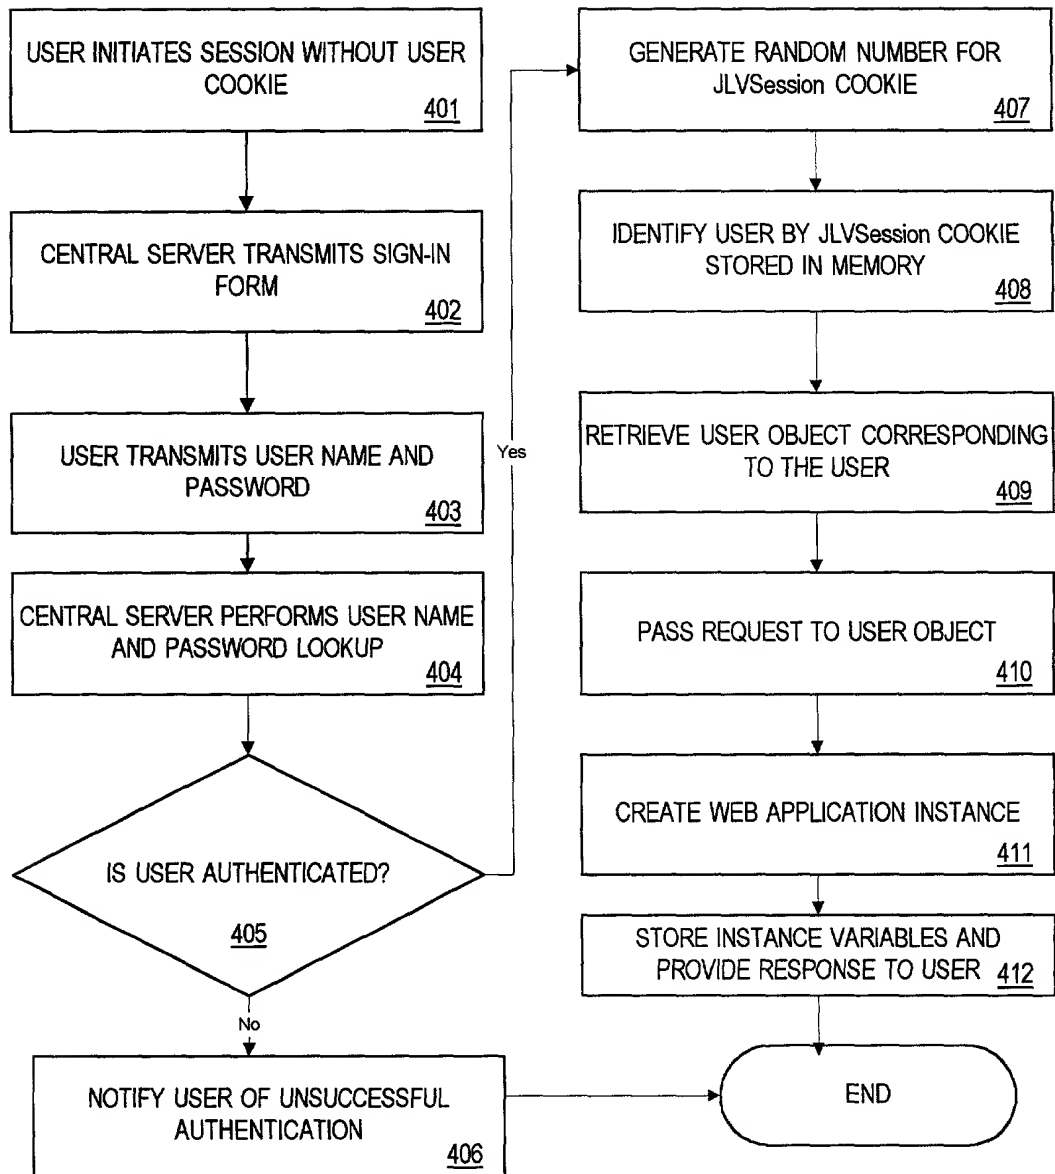 USER INITIATES SESSION WITHOUT USER
COOKIE
401
CENTRAL SERVER TRANSMITS SIGN-IN
FORM
402
USER TRANSMITS USER NAME AND
PASSWORD
403
CENTRAL SERVER PERFORMS USER NAME
AND PASSWORD LOOKUP
404
IS USER AUTHENTICATED?
405
No
NOTIFY USER OF UNSUCCESSFUL
AUTHENTICATION
406
Yes
GENERATE RANDOM NUMBER FOR
JLVSession COOKIE
407
IDENTIFY USER BY JLVSession COOKIE
STORED IN MEMORY
408
RETRIEVE USER OBJECT CORRESPONDING
TO THE USER
409
PASS REQUEST TO USER OBJECT
410
CREATE WEB APPLICATION INSTANCE
411
STORE INSTANCE VARIABLES AND
PROVIDE RESPONSE TO USER 412
END